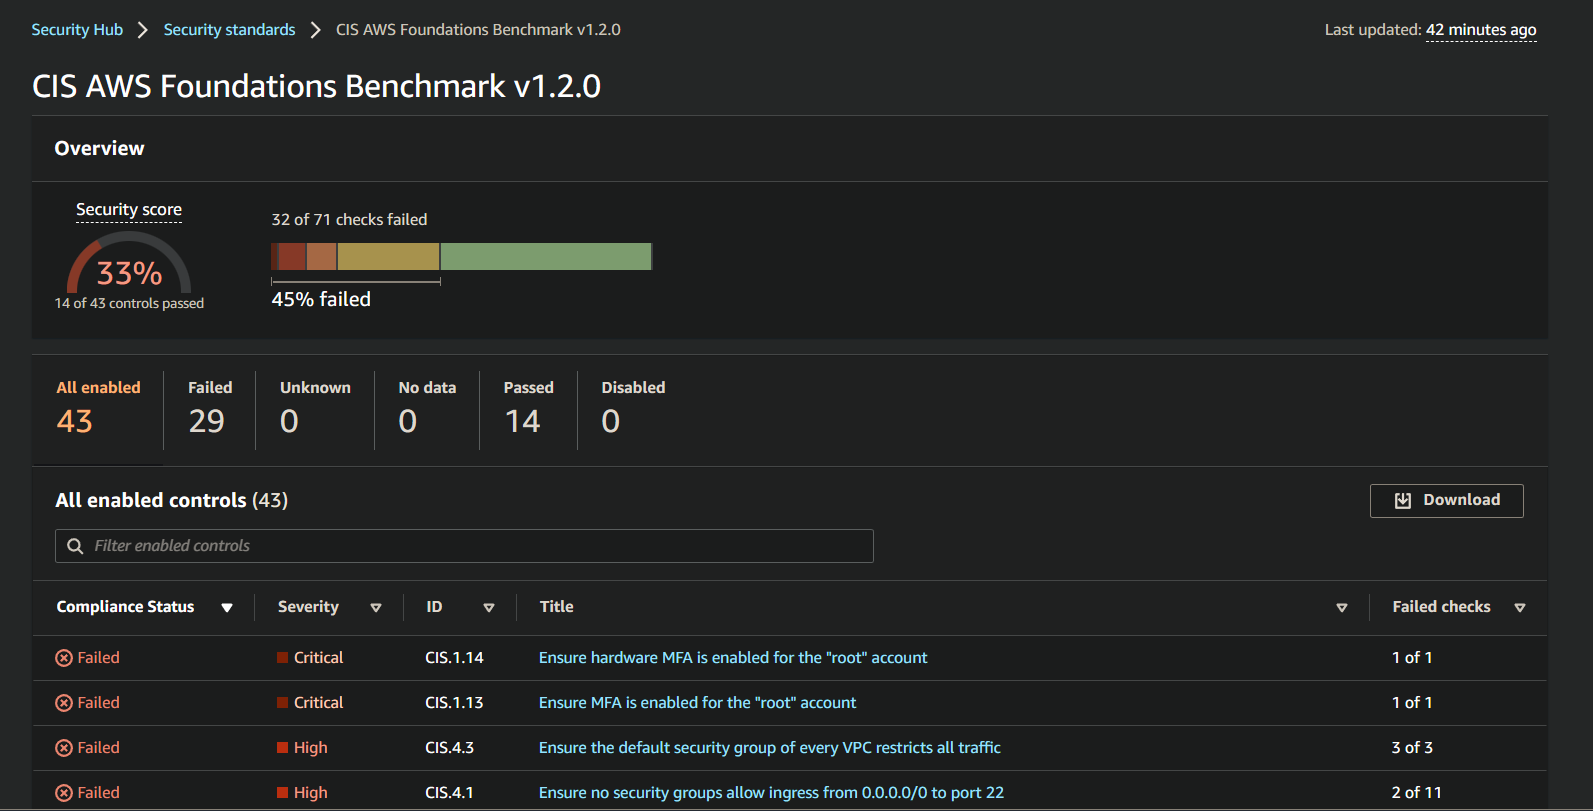 Security Hub > Security standards > CIS AWS Foundations Benchmark v1.2.0
Last updated: 42 minutes ago
CIS AWS Foundations Benchmark v1.2.0
Overview
Security score
33%
14 of 43 controls passed
32 of 71 checks failed
45% failed
All enabled Failed Unknown No data Passed Disabled
43 29 0 0 14 0
All enabled controls (43)
Download
Filter enabled controls
Compliance Status Severity ID Title Failed checks
Failed Critical CIS.1.14 Ensure hardware MFA is enabled for the "root" account 1 of 1
Failed Critical CIS.1.13 Ensure MFA is enabled for the "root" account 1 of 1
Failed High CIS.4.3 Ensure the default security group of every VPC restricts all traffic 3 of 3
Failed High CIS.4.1 Ensure no security groups allow ingress from 0.0.0.0/0 to port 22 2 of 11